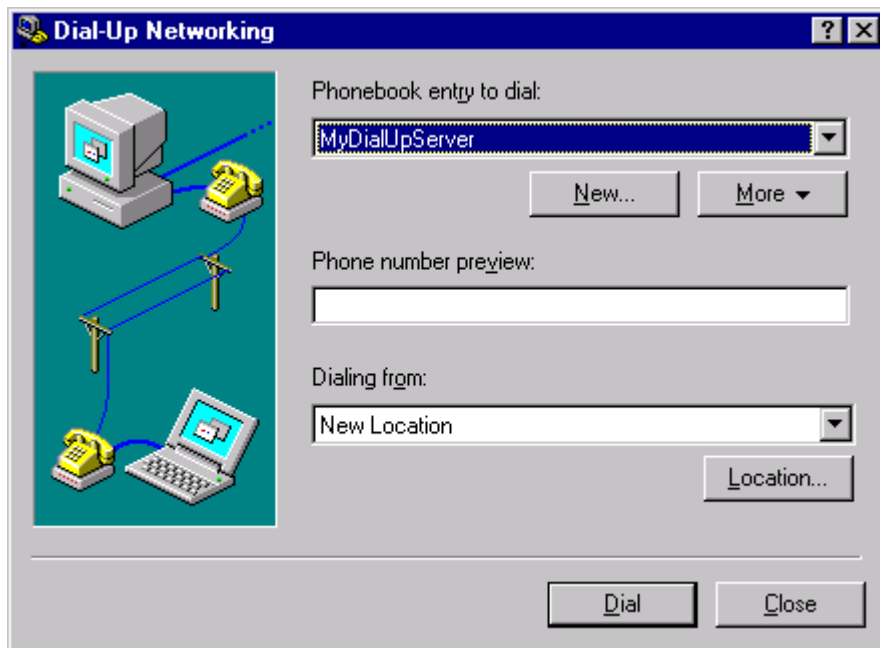 Dial-Up Networking
Phonebook entry to dial:
MyDialUpServer
New...
More
Phone number preview:
Dialing from:
New Location
Location...
Dial
Close